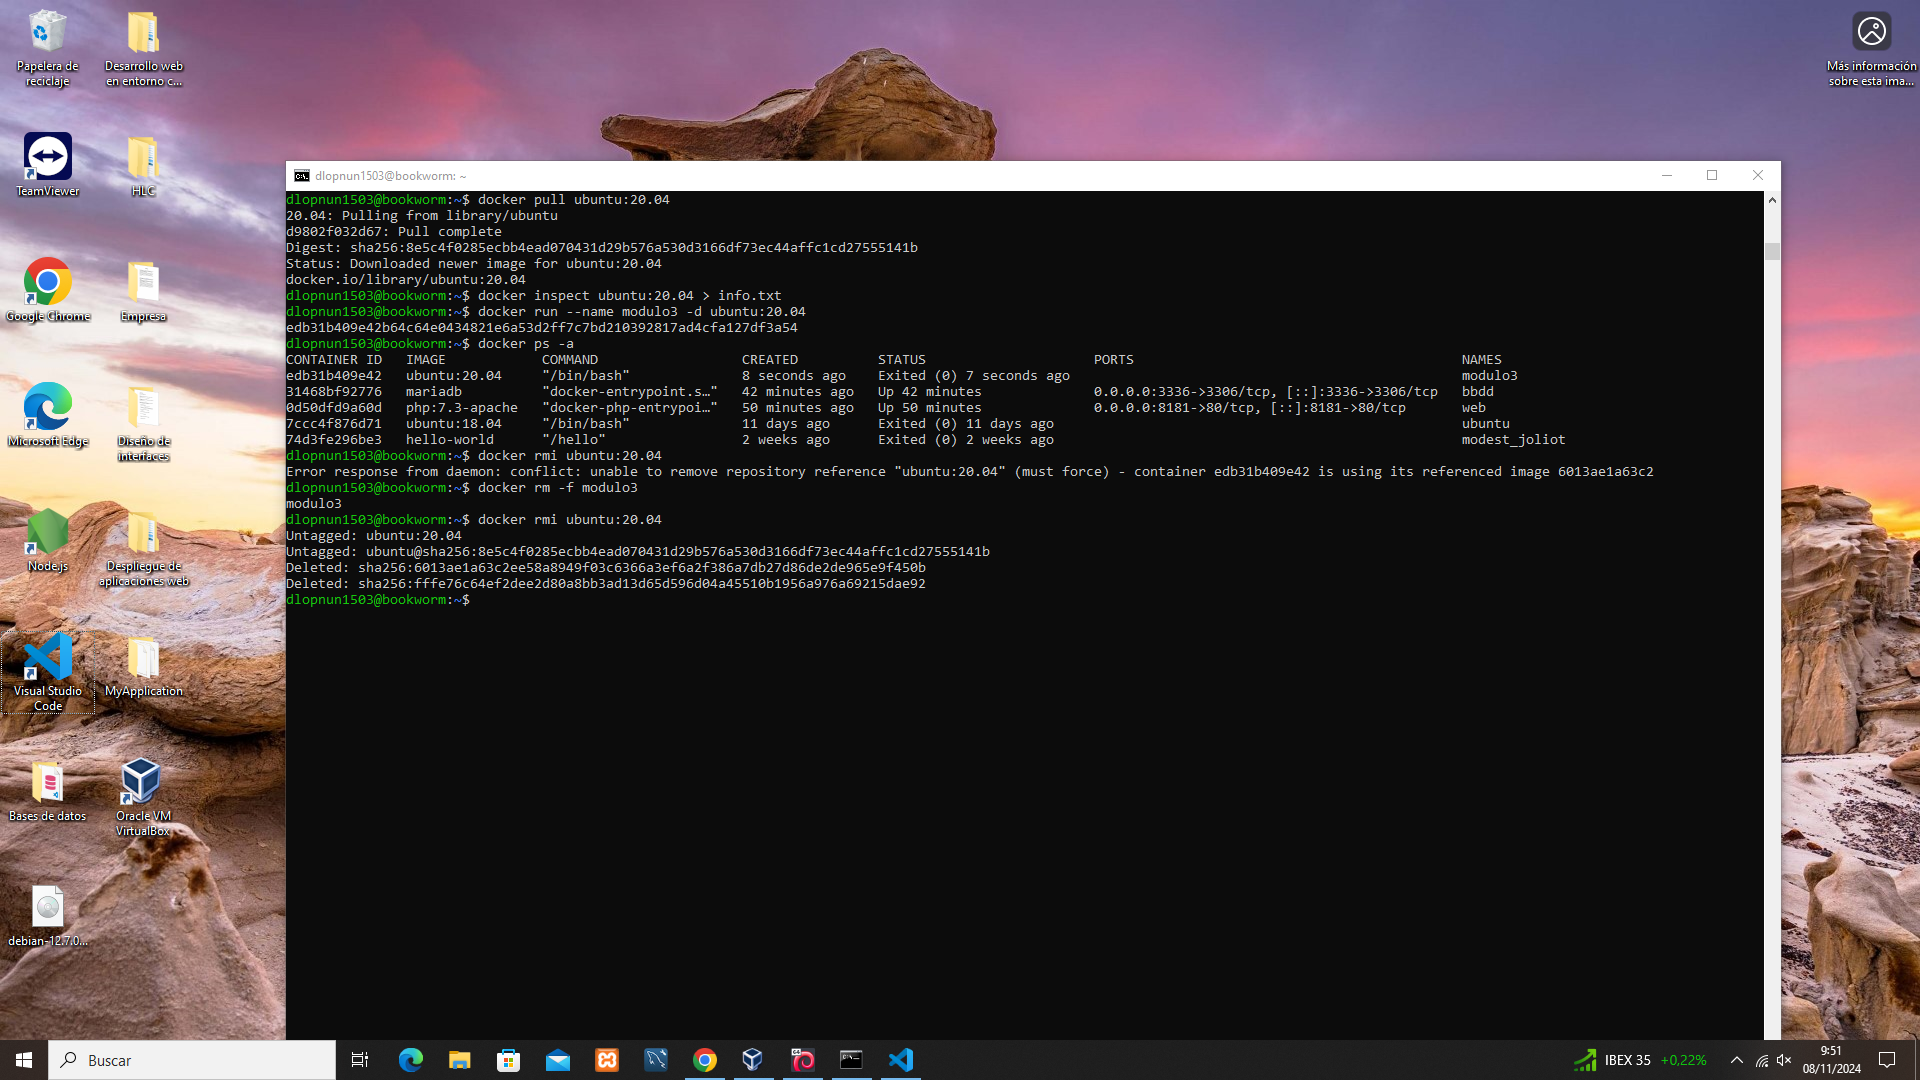 Papelera de
reciclaje
Desarrollo web
en entorno c...
Más información
sobre esta ima...
TeamViewer
HLC
Google Chrome
Empresa
Microsoft Edge
Diseño de
interfaces
Node.js
Despliegue de
aplicaciones web
Visual Studio
Code
MyApplication
Bases de datos
Oracle VM
VirtualBox
debian-12.7.0...
dlopnun1503@bookworm: ~
dlopnun1503@bookworm:~$ docker pull ubuntu:20.04
20.04: Pulling from library/ubuntu
d9802f032d67: Pull complete
Digest: sha256:8e5c4f0285ecbb4ead070431d29b576a530d3166df73ec44affc1cd27555141b
Status: Downloaded newer image for ubuntu:20.04
docker.io/library/ubuntu:20.04
dlopnun1503@bookworm:~$ docker inspect ubuntu:20.04 > info.txt
dlopnun1503@bookworm:~$ docker run --name modulo3 -d ubuntu:20.04
edb31b409e42b64c64e0434821e6a53d2ff7c7bd210392817ad4cfa127df3a54
dlopnun1503@bookworm:~$ docker ps -a
CONTAINER ID   IMAGE            COMMAND                  CREATED          STATUS                     PORTS                                         NAMES
edb31b409e42   ubuntu:20.04     "/bin/bash"              8 seconds ago    Exited (0) 7 seconds ago                                                 modulo3
31468bf92776   mariadb          "docker-entrypoint.s…"   42 minutes ago   Up 42 minutes              0.0.0.0:3336->3306/tcp, [::]:3336->3306/tcp   bbdd
0d50dfd9a60d   php:7.3-apache   "docker-php-entrypoi…"   50 minutes ago   Up 50 minutes              0.0.0.0:8181->80/tcp, [::]:8181->80/tcp       web
7ccc4f876d71   ubuntu:18.04     "/bin/bash"              11 days ago      Exited (0) 11 days ago                                                   ubuntu
74d3fe296be3   hello-world      "/hello"                 2 weeks ago      Exited (0) 2 weeks ago                                                   modest_joliot
dlopnun1503@bookworm:~$ docker rmi ubuntu:20.04
Error response from daemon: conflict: unable to remove repository reference "ubuntu:20.04" (must force) - container edb31b409e42 is using its referenced image 6013ae1a63c2
dlopnun1503@bookworm:~$ docker rm -f modulo3
modulo3
dlopnun1503@bookworm:~$ docker rmi ubuntu:20.04
Untagged: ubuntu:20.04
Untagged: ubuntu@sha256:8e5c4f0285ecbb4ead070431d29b576a530d3166df73ec44affc1cd27555141b
Deleted: sha256:6013ae1a63c2ee58a8949f03c6366a3ef6a2f386a7db27d86de2de965e9f450b
Deleted: sha256:fffe76c64ef2dee2d80a8bb3ad13d65d596d04a45510b1956a976a69215dae92
dlopnun1503@bookworm:~$
Buscar
IBEX 35 +0,22%
9:51
08/11/2024